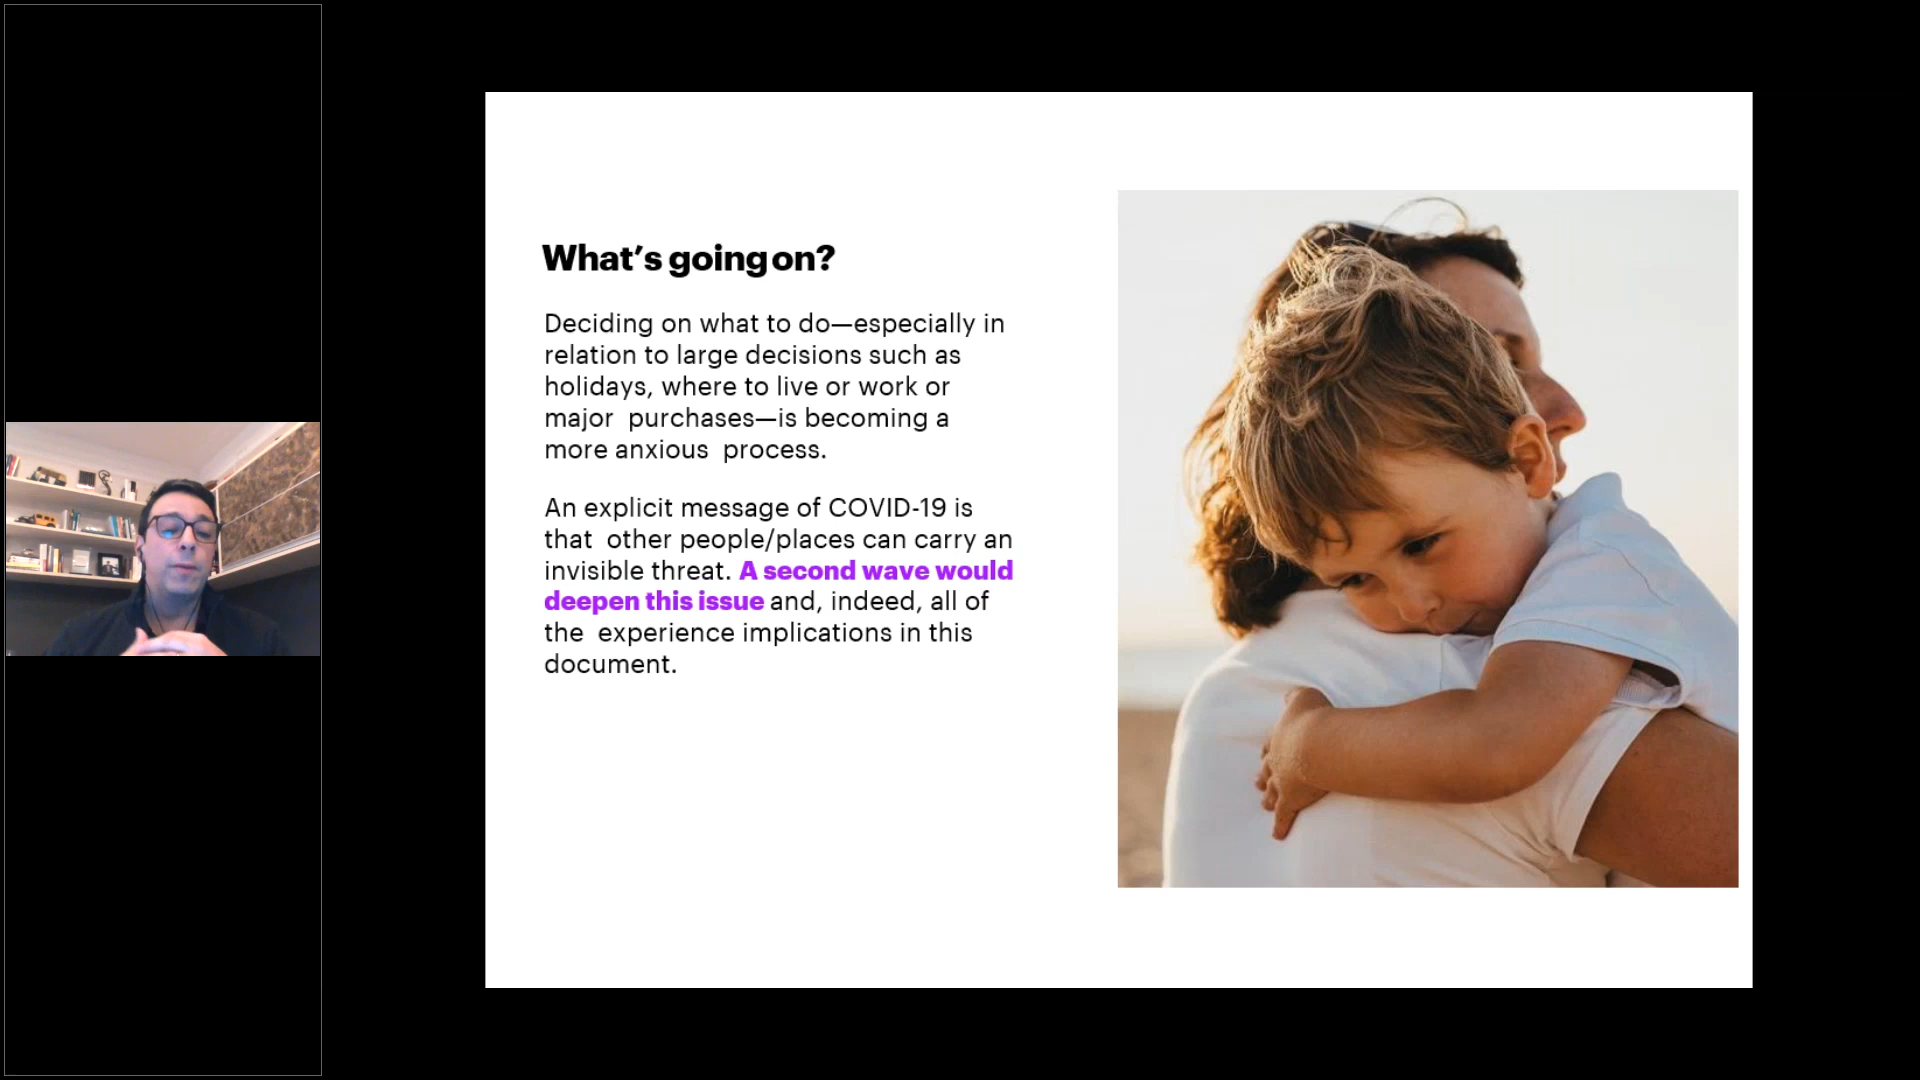 What's going on?
Deciding on what to do—especially in
relation to large decisions such as
holidays, where to live or work or
major purchases—is becoming a
more anxious process.
An explicit message of COVID-19 is
that other people/places can carry an
invisible threat. A second wave would
deepen this issue and, indeed, all of
the experience implications in this
document.